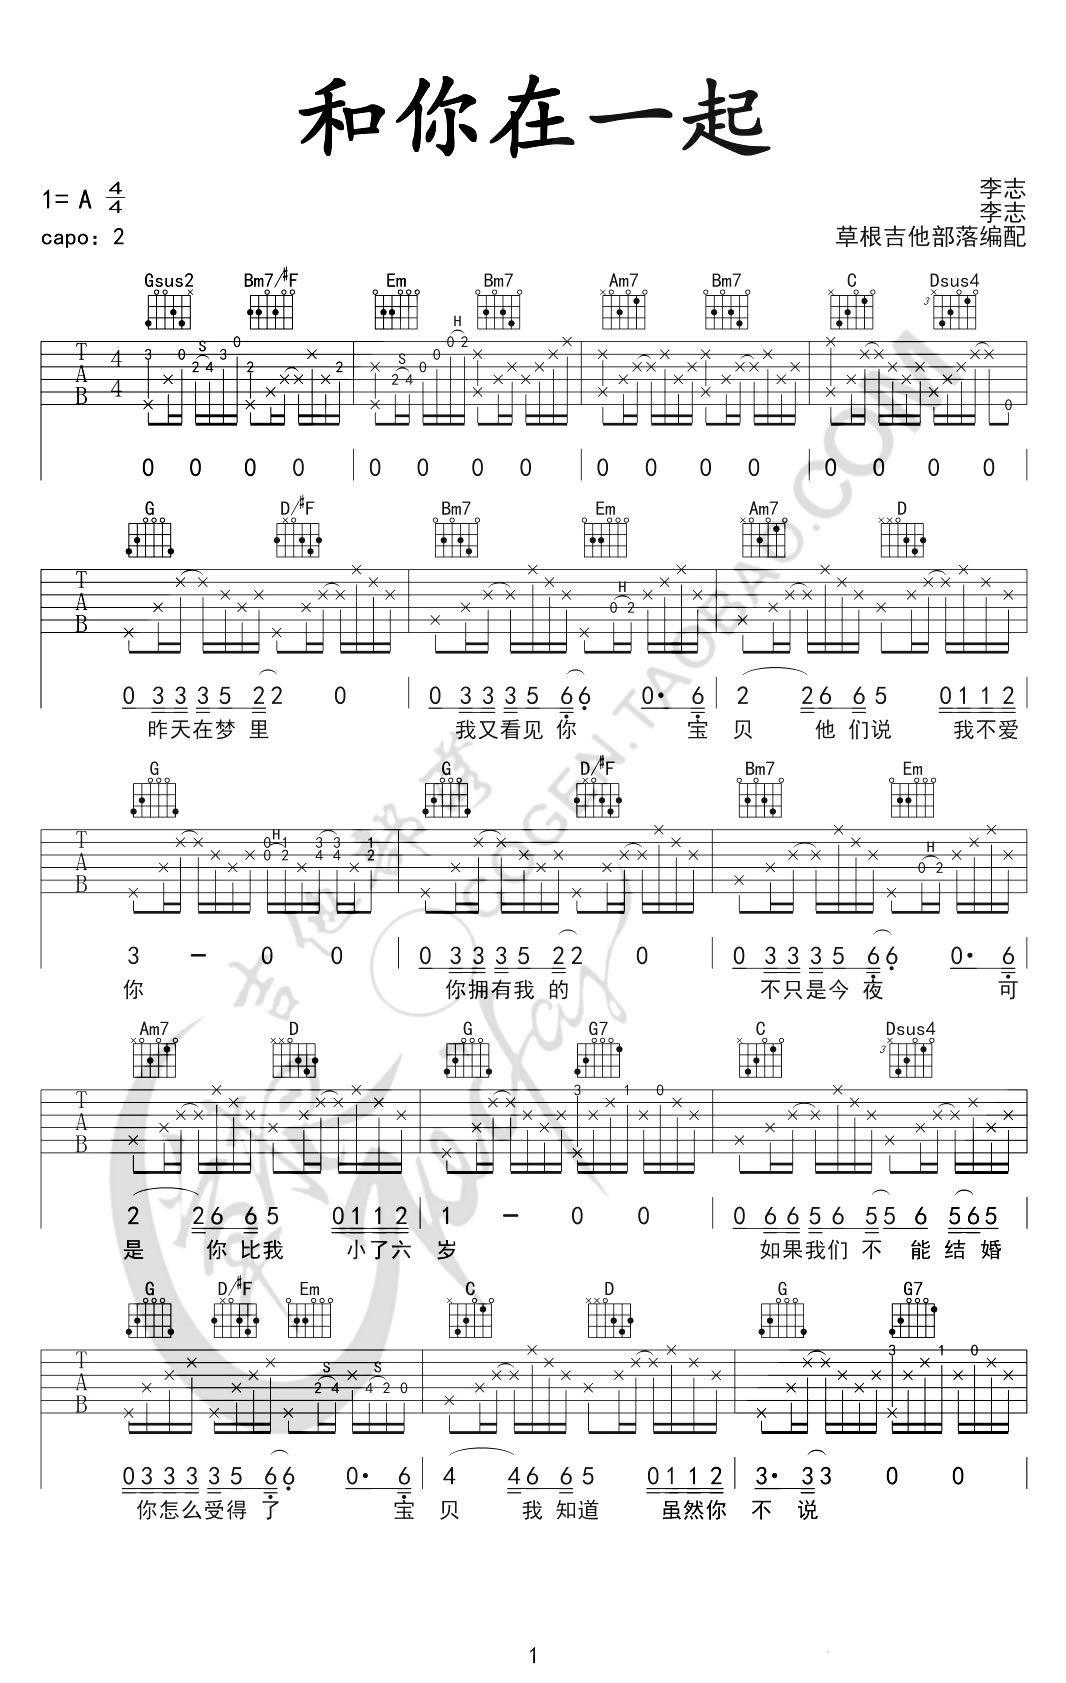 和你在一起
1= A 4/4
李志
李志
capo: 2
草根吉他部落编配
Gsus2 Bm7/#F Em Bm7 Am7 Bm7 C Dsus4
0 0 0 0 0 0 0 0 0 0 0 0 0 0 0 0
G D/#F Bm7 Em Am7 D
0 3 3 3 5 2 2 0 0 3 3 3 5 6 6 0· 6 2 2 6 6 5 0 1 1 2
昨天在梦里 我又看见你 宝贝 他们说 我不爱
G G D/#F Bm7 Em
3 - 0 0 0 3 3 3 5 2 2 0 0 3 3 3 5 6 6 0· 6
你 你拥有我的 不只是今夜 可
Am7 D G G7 C Dsus4
2 2 6 6 5 0 1 1 2 1 - 0 0 0 6 6 5 6 5 5 6 5 6 5
是 你比我 小了六 岁 如果我们不 能结婚
G D/#F Em C D G G7
0 3 3 3 3 5 6 6 0· 6 4 4 6 6 5 0 1 1 2 3· 3 3 0 0
你怎么受得了 宝贝 我知道 虽然你不说
COGEN.TAOBAO.COM
1